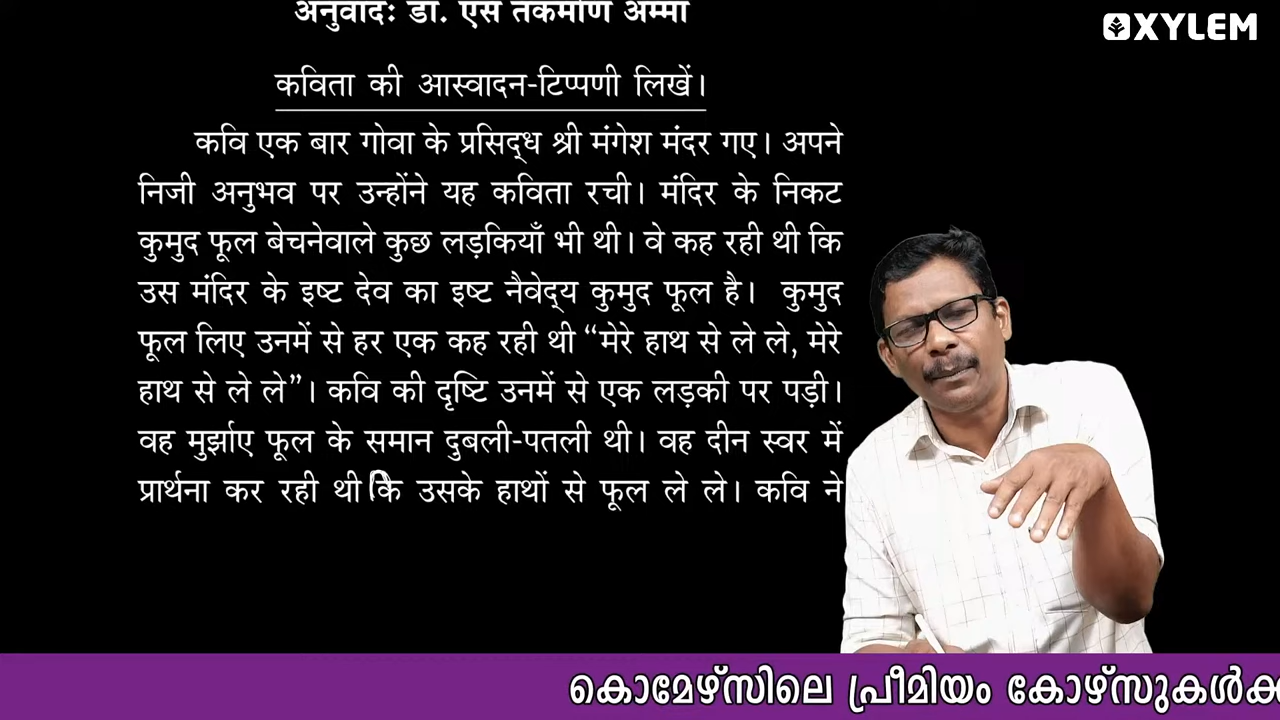 अनुवादः डॉ. एस तंकमणि अम्मा
XYLEM
कविता की आस्वादन-टिप्पणी लिखें।
कवि एक बार गोवा के प्रसिद्ध श्री मंगेश मंदर गए। अपने
निजी अनुभव पर उन्होंने यह कविता रची। मंदिर के निकट
कुमुद फूल बेचनेवाले कुछ लड़कियाँ भी थी। वे कह रही थी कि
उस मंदिर के इष्ट देव का इष्ट नैवेद्य कुमुद फूल है। कुमुद
फूल लिए उनमें से हर एक कह रही थी “मेरे हाथ से ले ले, मेरे
हाथ से ले ले”। कवि की दृष्टि उनमें से एक लड़की पर पड़ी।
वह मुर्झाए फूल के समान दुबली-पतली थी। वह दीन स्वर में
प्रार्थना कर रही थी कि उसके हाथों से फूल ले ले। कवि ने
കൊമേഴ്സിലെ പ്രീമിയം കോഴ്സുകൾക്ക